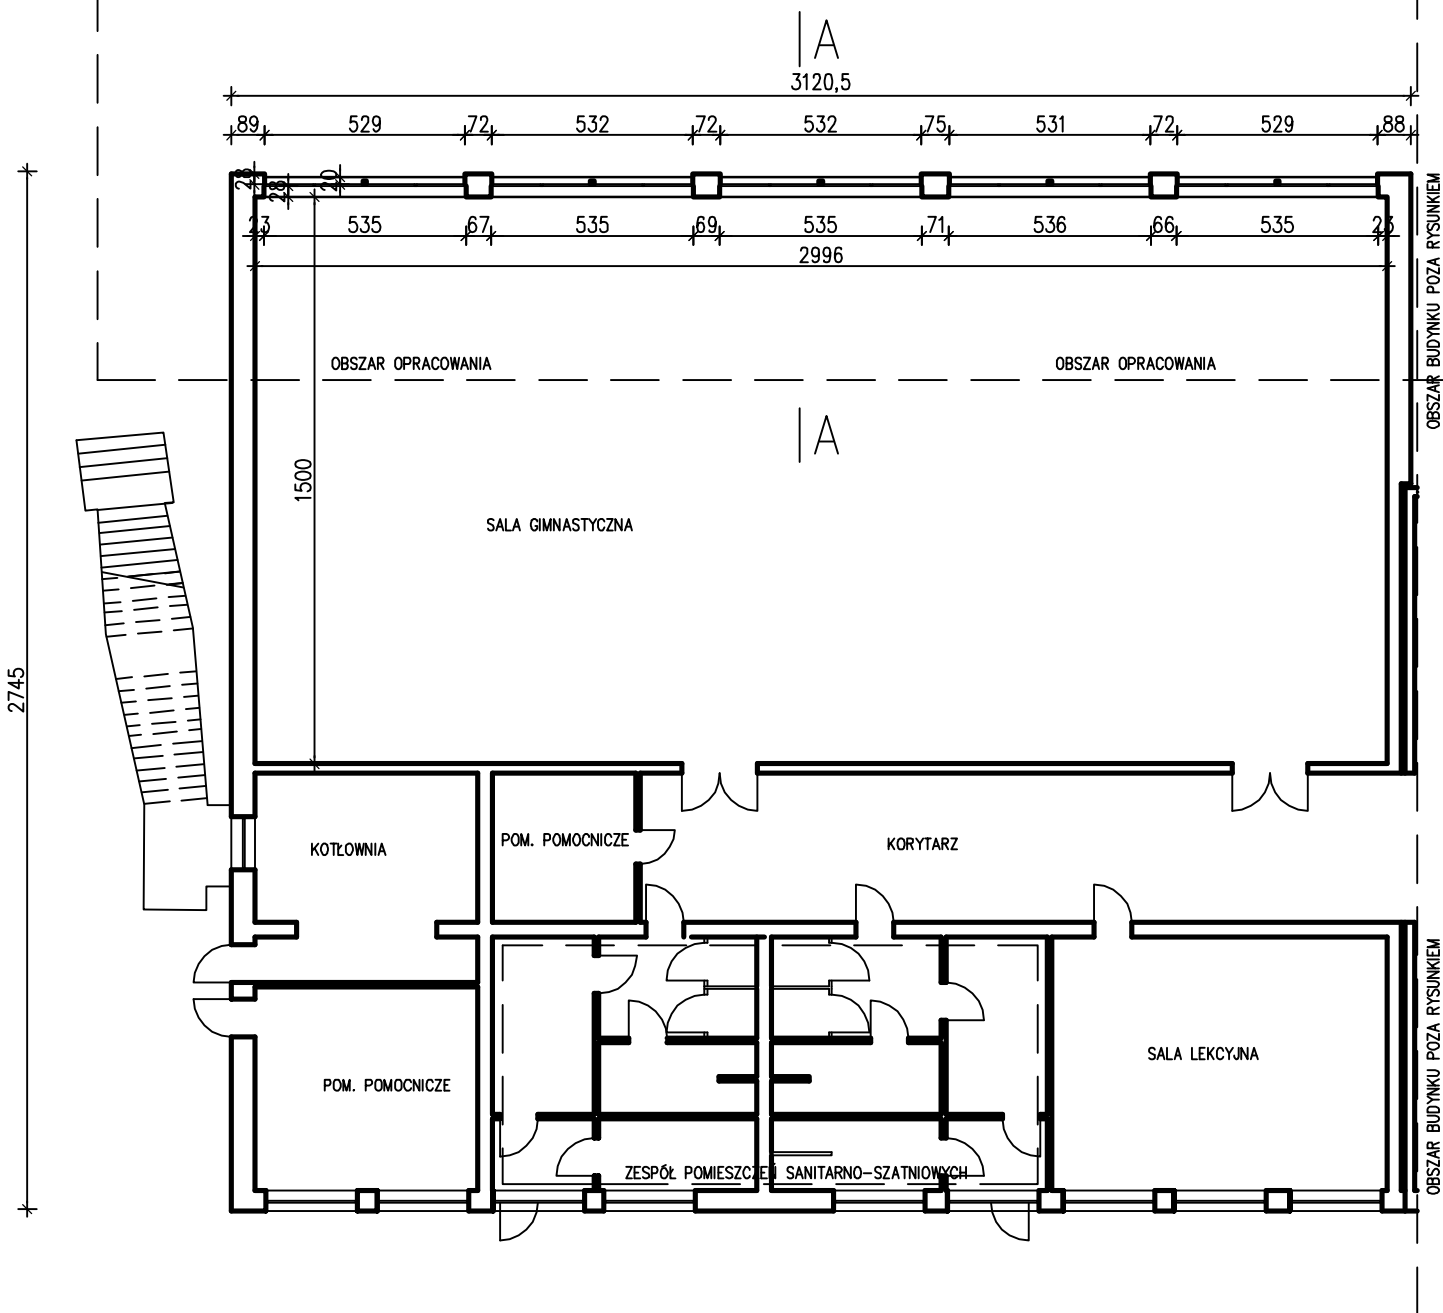 A
3120,5
89 529 72 532 72 532 75 531 72 529 88
28 28 20
23 535 67 535 69 535 71 536 66 535 23
2996
OBSZAR OPRACOWANIA OBSZAR OPRACOWANIA
A
1500
SALA GIMNASTYCZNA
2745
OBSZAR BUDYNKU POZA RYSUNKIEM
KOTŁOWNIA
POM. POMOCNICZE
KORYTARZ
SALA LEKCYJNA
POM. POMOCNICZE
ZESPÓŁ POMIESZCZEŃ SANITARNO-SZATNIOWYCH
OBSZAR BUDYNKU POZA RYSUNKIEM